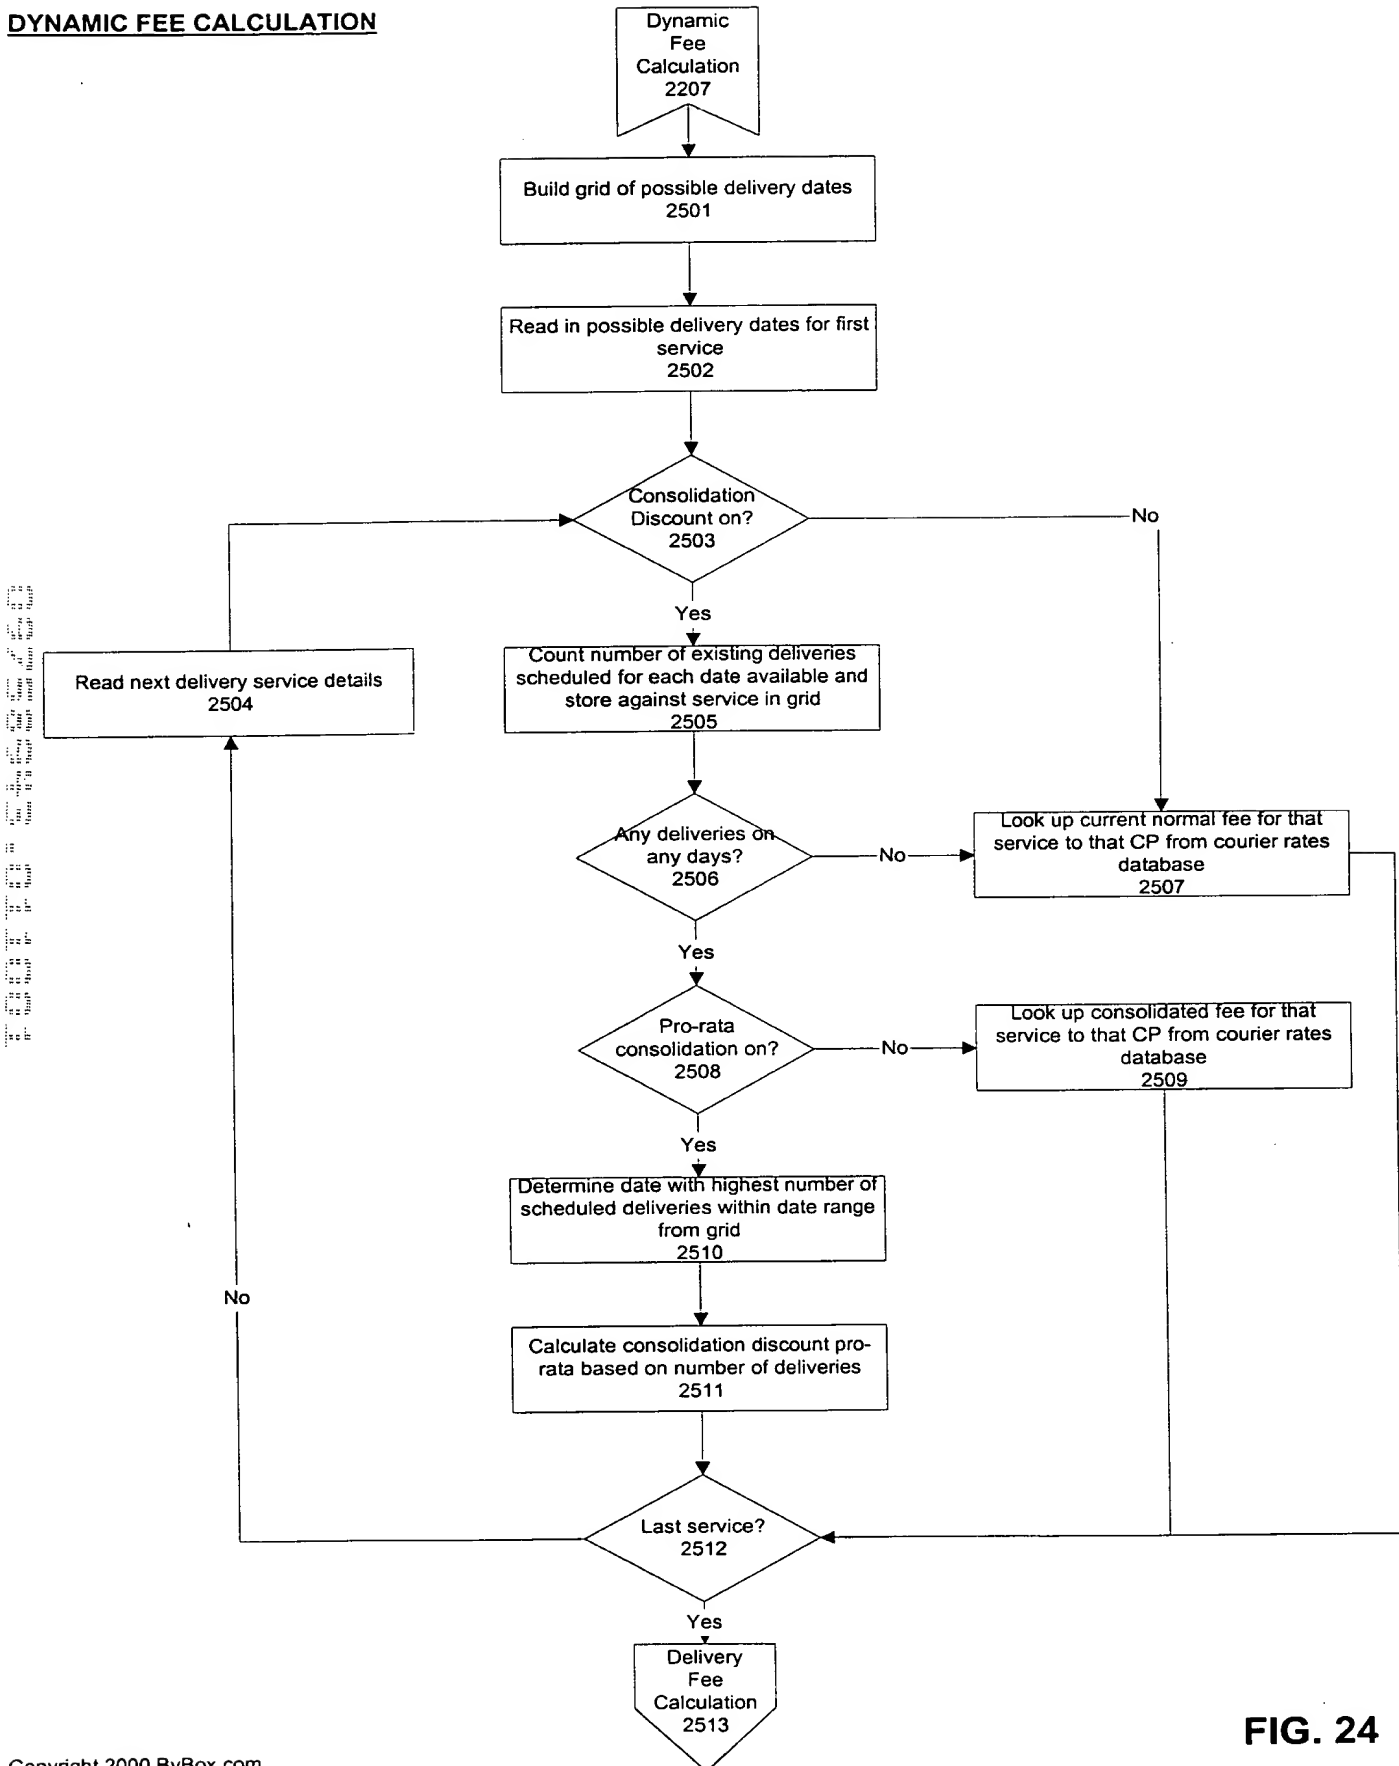 DYNAMIC FEE CALCULATION
Dynamic
Fee
Calculation
2207
Build grid of possible delivery dates
2501
Read in possible delivery dates for first
service
2502
Consolidation
Discount on?
2503
No
Yes
Read next delivery service details
2504
Count number of existing deliveries
scheduled for each date available and
store against service in grid
2505
Any deliveries on
any days?
2506
No
Look up current normal fee for that
service to that CP from courier rates
database
2507
Yes
Pro-rata
consolidation on?
2508
No
Look up consolidated fee for that
service to that CP from courier rates
database
2509
Yes
Determine date with highest number of
scheduled deliveries within date range
from grid
2510
No
Calculate consolidation discount pro-
rata based on number of deliveries
2511
Last service?
2512
Yes
Delivery
Fee
Calculation
2513
FIG. 24
Copyright 2000 ByBox.com